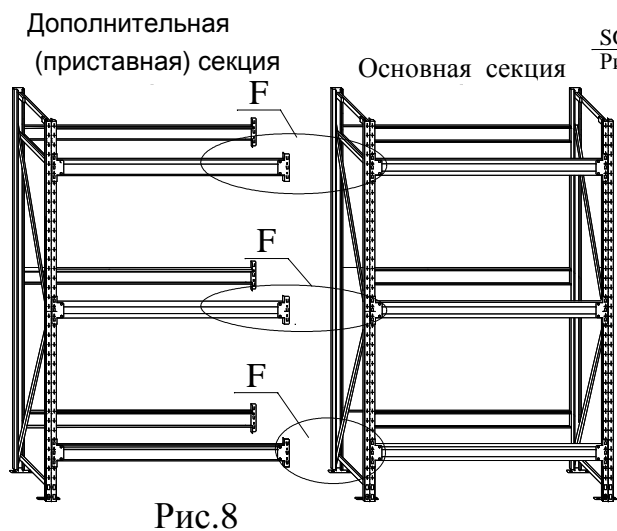 Дополнительная
(приставная) секция
Основная секция
F
F
F
Рис.8